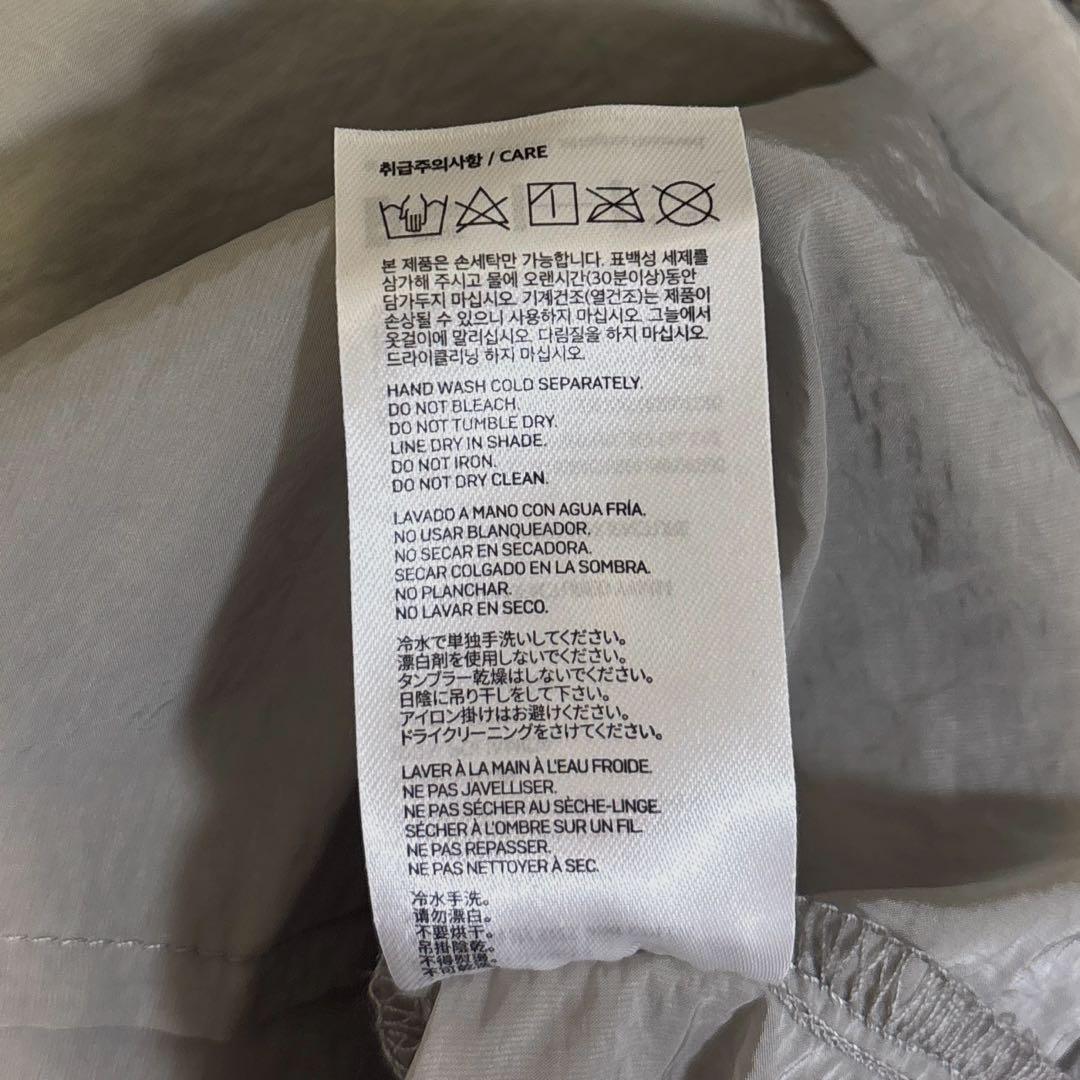 취급주의사항 / CARE
본 제품은 손세탁만 가능합니다. 표백성 세제를
삼가해 주시고 물에 오랜시간(30분이상)동안
담가두지 마십시오. 기계건조(열건조)는 제품이
손상될 수 있으니 사용하지 마십시오. 그늘에서
옷걸이에 말리십시오. 다림질을 하지 마십시오.
드라이클리닝 하지 마십시오.
HAND WASH COLD SEPARATELY.
DO NOT BLEACH.
DO NOT TUMBLE DRY.
LINE DRY IN SHADE.
DO NOT IRON.
DO NOT DRY CLEAN.
LAVADO A MANO CON AGUA FRÍA.
NO USAR BLANQUEADOR.
NO SECAR EN SECADORA.
SECAR COLGADO EN LA SOMBRA.
NO PLANCHAR.
NO LAVAR EN SECO.
冷水で単独手洗いしてください。
漂白剤を使用しないでください。
タンブラー乾燥はしないでください。
日陰に吊り干しをして下さい。
アイロン掛けはお避けください。
ドライクリーニングをさけてください。
LAVER À LA MAIN À L'EAU FROIDE.
NE PAS JAVELLISER.
NE PAS SÉCHER AU SÈCHE-LINGE.
SÉCHER À L'OMBRE SUR UN FIL.
NE PAS REPASSER.
NE PAS NETTOYER À SEC.
冷水手洗。
请勿漂白。
不要烘干。
吊掛陰乾。
不得熨燙。